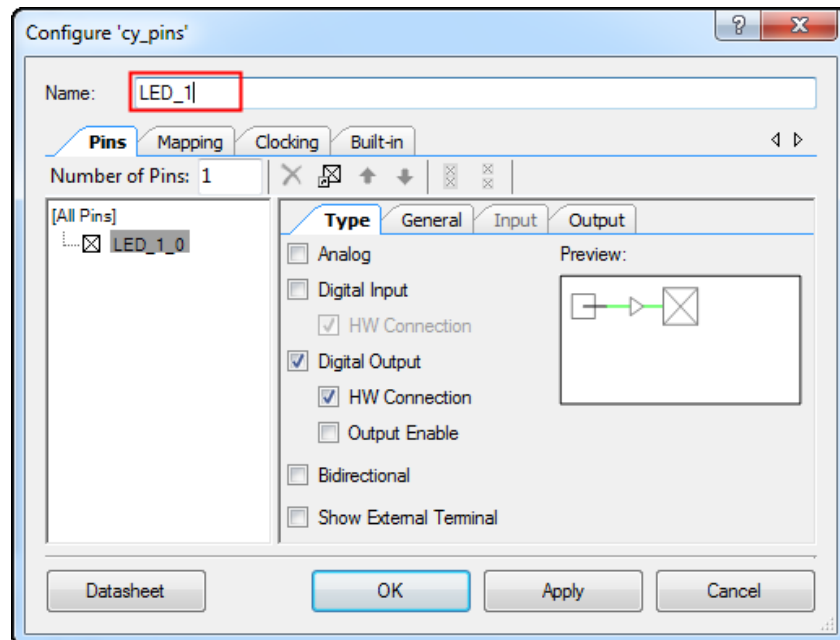 Configure 'cy_pins'
Name: LED_1
Pins Mapping Clocking Built-in
Number of Pins: 1
[All Pins]
LED_1_0
Type General Input Output
Analog
Preview:
Digital Input
HW Connection
Digital Output
HW Connection
Output Enable
Bidirectional
Show External Terminal
Datasheet OK Apply Cancel